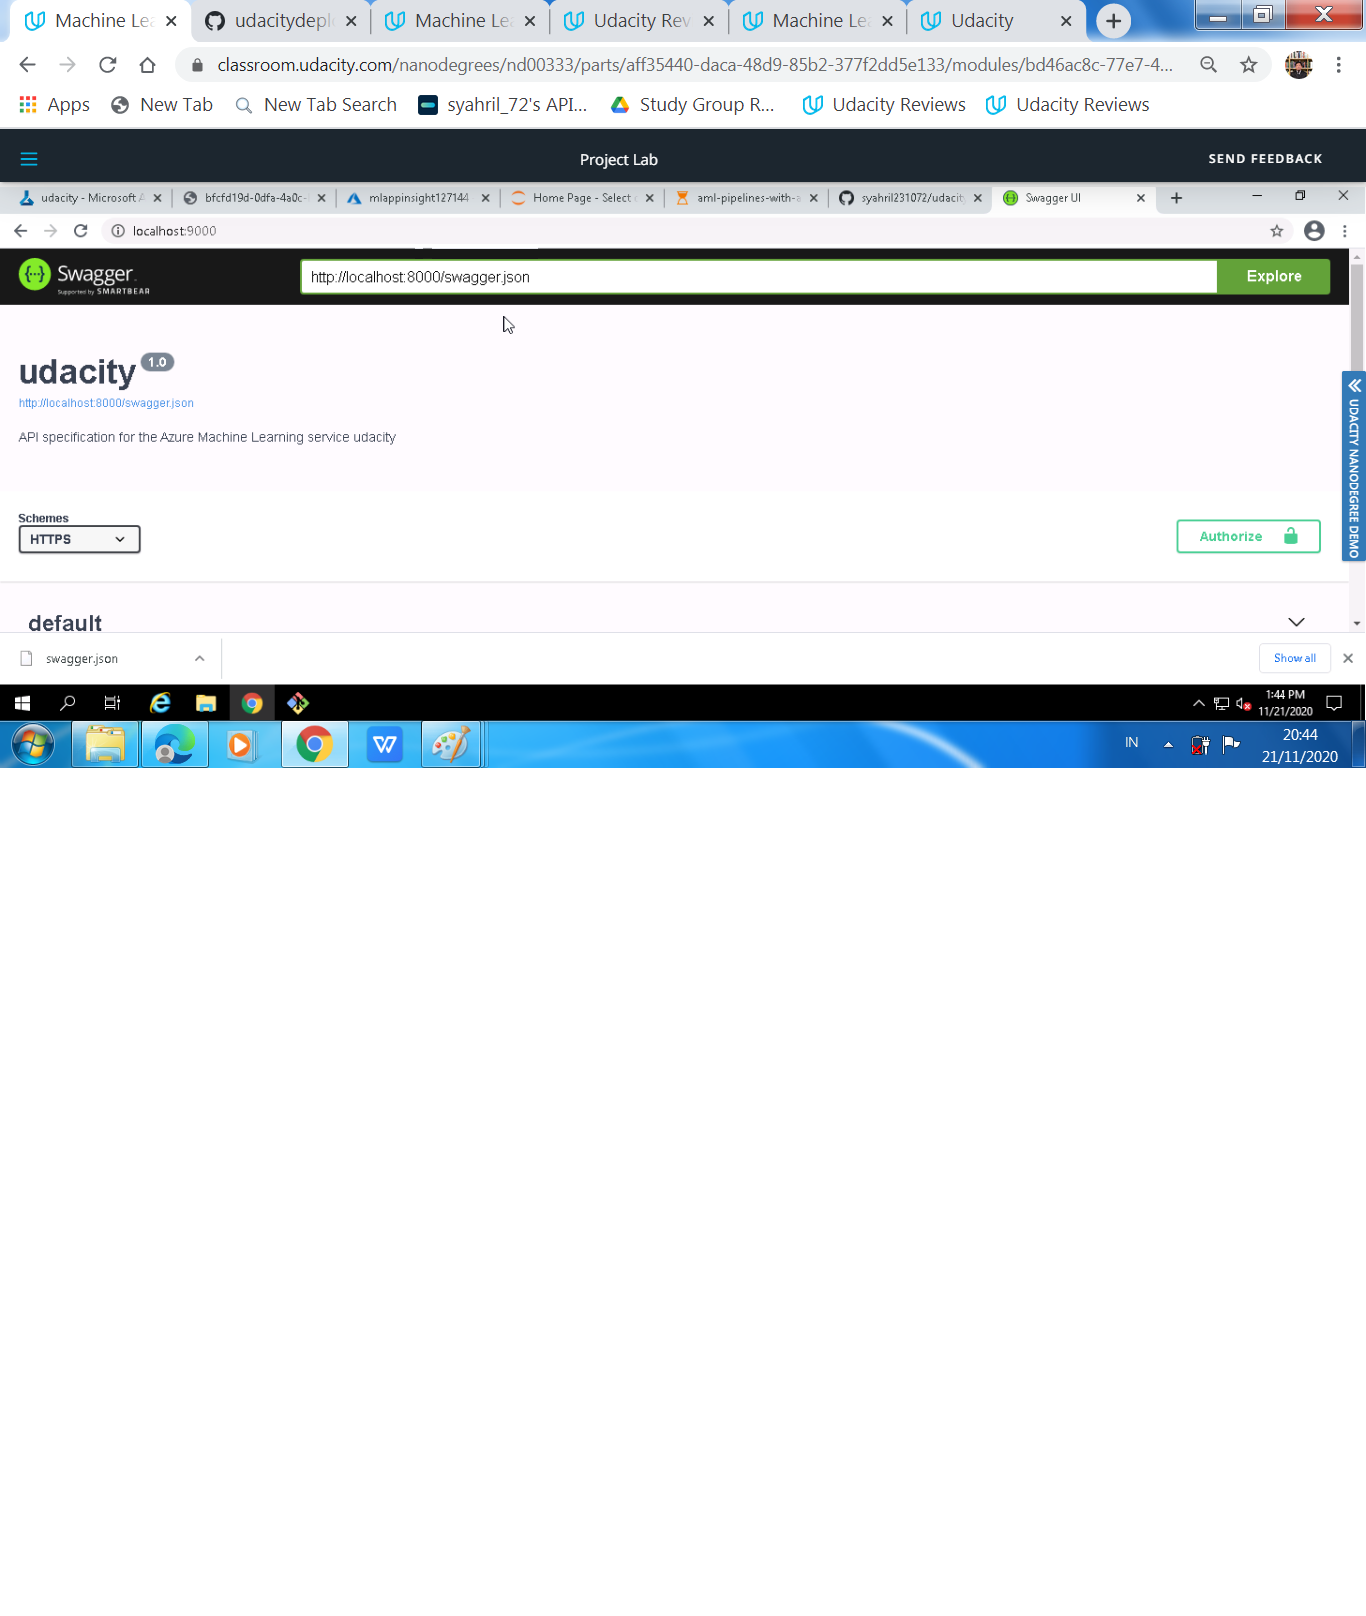 Machine Lea
udacitydeplo
Machine Lea
Udacity Rev
Machine Lea
Udacity
classroom.udacity.com/nanodegrees/nd00333/parts/aff35440-daca-48d9-85b2-377f2dd5e133/modules/bd46ac8c-77e7-4...
Apps
New Tab
New Tab Search
syahril_72's API...
Study Group R...
Udacity Reviews
Udacity Reviews
Project Lab
SEND FEEDBACK
udacity - Microsoft A
bfcfd19d-0dfa-4a0c-
mlappinsight127144
Home Page - Select
aml-pipelines-with-a
syahril231072/udacity
Swagger UI
localhost:9000
Swagger
Supported by SMARTBEAR
http://localhost:8000/swagger.json
Explore
udacity 1.0
http://localhost:8000/swagger.json
API specification for the Azure Machine Learning service udacity
UDACITY NANODEGREE DEMO
Schemes
HTTPS
Authorize
default
swagger.json
Show all
1:44 PM
11/21/2020
IN
20:44
21/11/2020